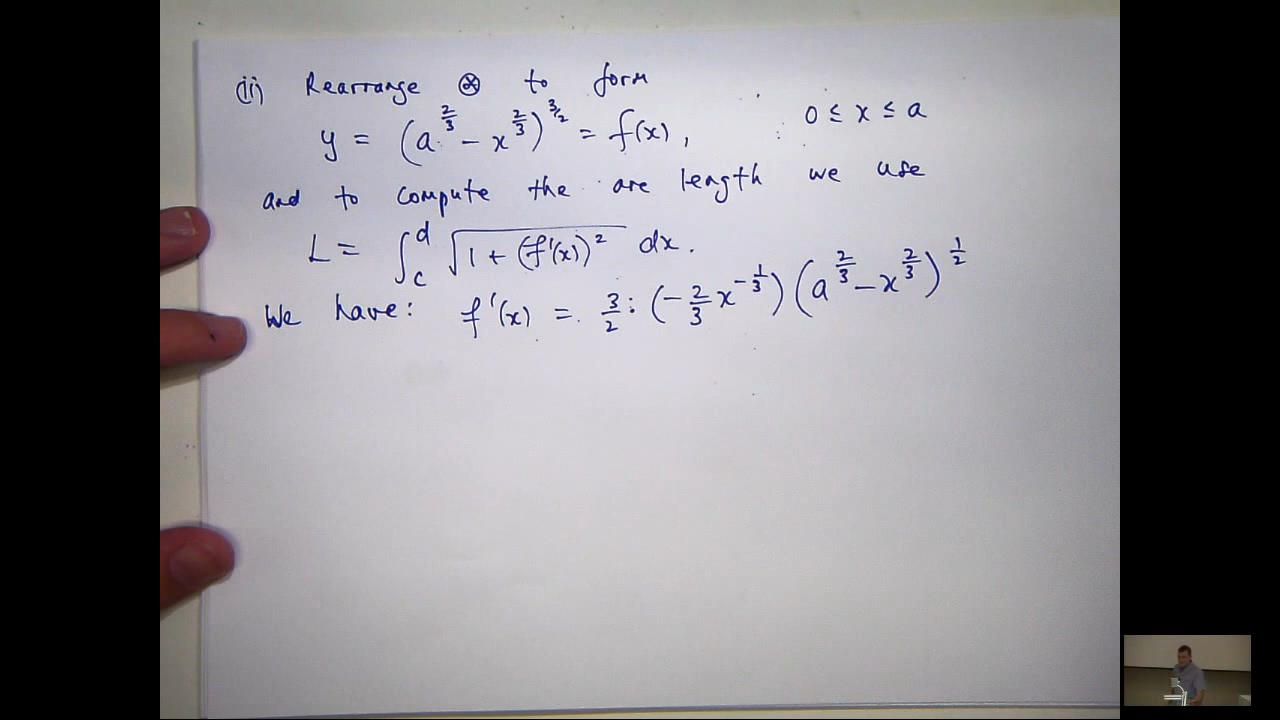 (ii) Rearrange ⊛ to form
y = (a^{2/3} - x^{2/3})^{3/2} = f(x), 0 ≤ x ≤ a
and to compute the arc length we use
L = ∫_c^d √(1 + (f'(x))^2) dx.
We have: f'(x) = 3/2 · (-2/3 x^{-1/3}) (a^{2/3} - x^{2/3})^{1/2}